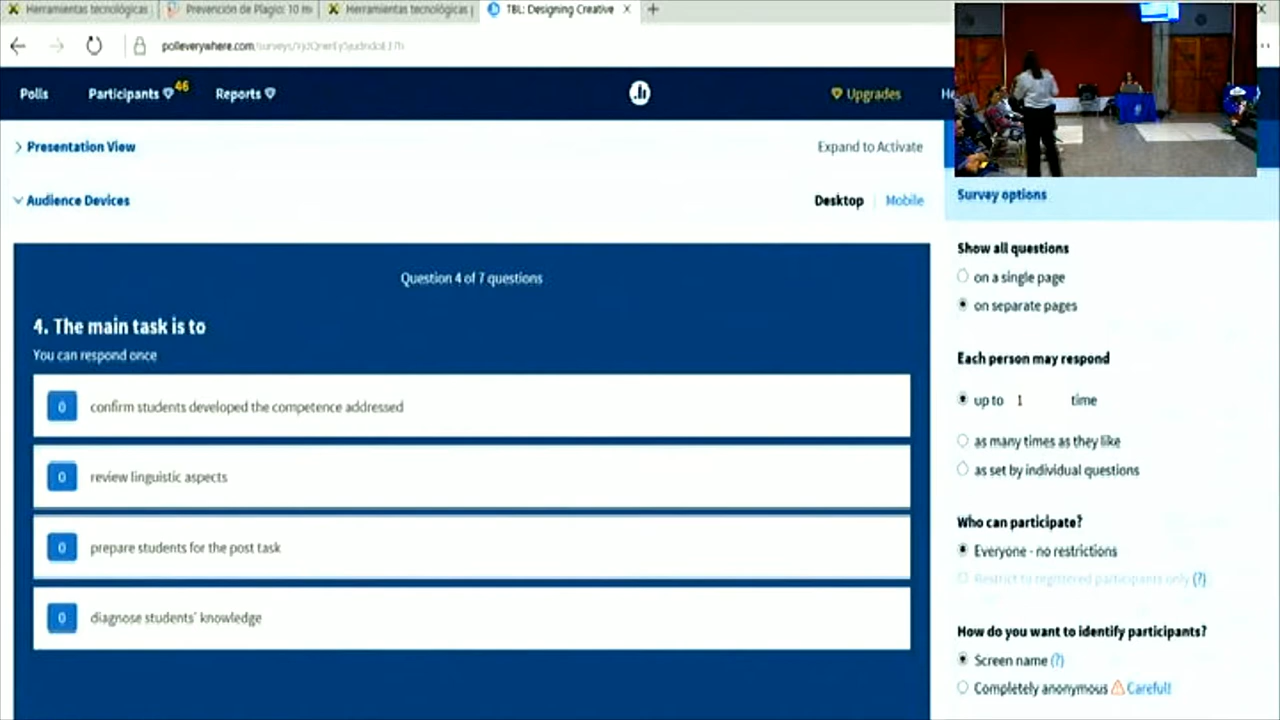 Herramientas tecnológicas
Prevención de Plagio: 10 m
Herramientas tecnológicas
TBL: Designing Creative
polleverywhere.com
Polls
Participants 46
Reports
Upgrades
Presentation View
Expand to Activate
Audience Devices
Desktop | Mobile
Question 4 of 7 questions
4. The main task is to
You can respond once
0 confirm students developed the competence addressed
0 review linguistic aspects
0 prepare students for the post task
0 diagnose students' knowledge
Survey options
Show all questions
on a single page
on separate pages
Each person may respond
up to 1 time
as many times as they like
as set by individual questions
Who can participate?
Everyone - no restrictions
Restrict to registered participants only (?)
How do you want to identify participants?
Screen name (?)
Completely anonymous Careful!